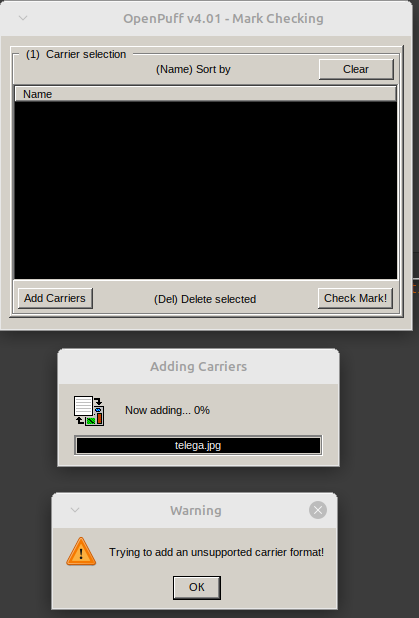 OpenPuff v4.01 - Mark Checking
(1) Carrier selection
(Name) Sort by
Clear
Name
Add Carriers
(Del) Delete selected
Check Mark!
Adding Carriers
Now adding... 0%
telega.jpg
Warning
Trying to add an unsupported carrier format!
OK